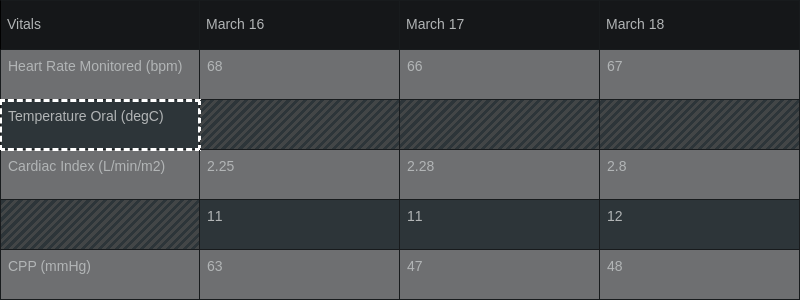 Vitals March 16 March 17 March 18
Heart Rate Monitored (bpm) 68 66 67
Temperature Oral (degC)
Cardiac Index (L/min/m2) 2.25 2.28 2.8
11 11 12
CPP (mmHg) 63 47 48